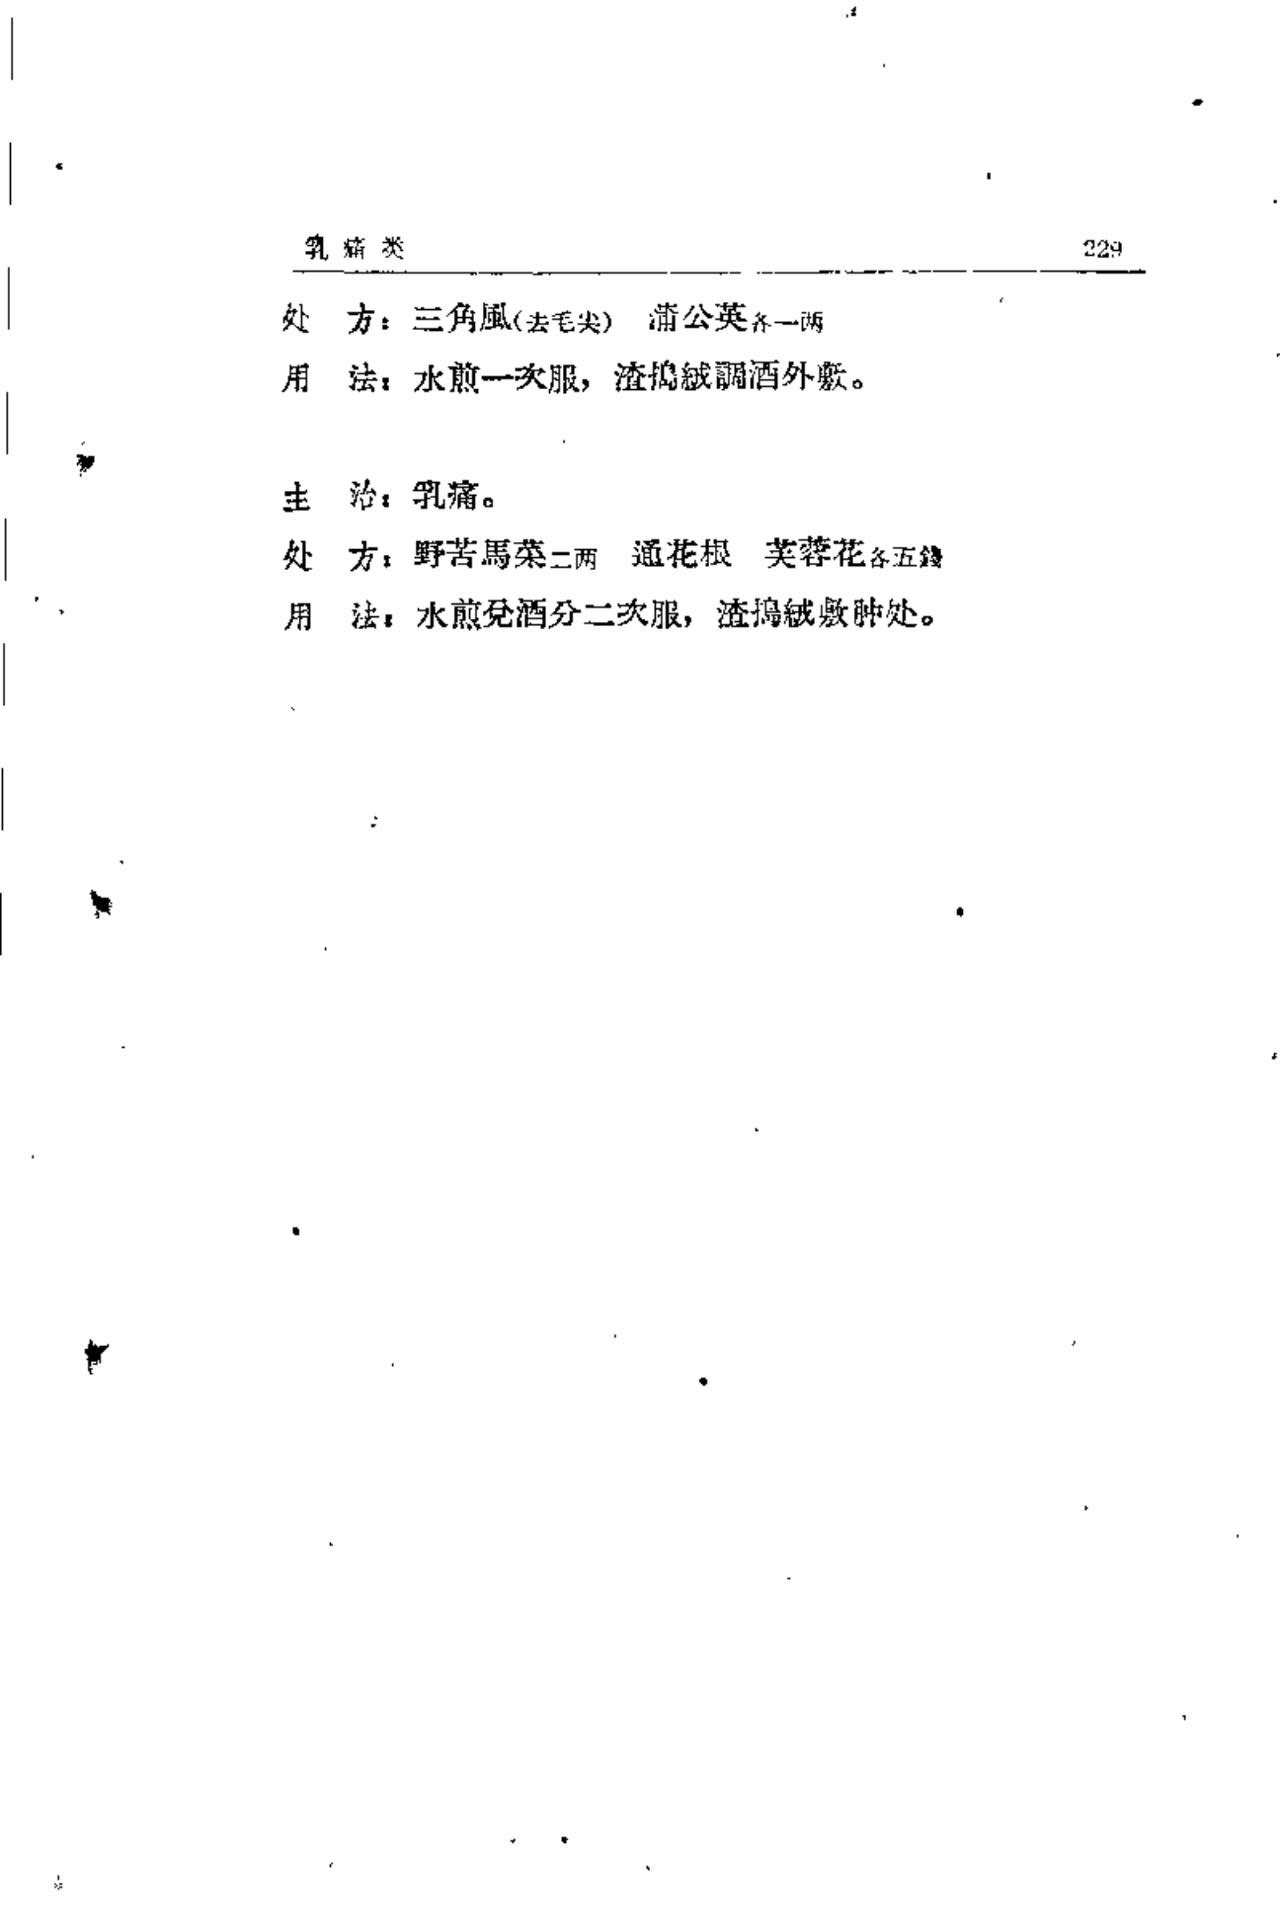 乳痛类 229
处　方：三角風(去毛尖)　蒲公英各一两
用　法：水煎一次服，渣搗絨調酒外敷。
主　治：乳痛。
处　方：野苦馬菜二两　通花根　芙蓉花各五錢
用　法：水煎兌酒分二次服，渣搗絨敷肿处。